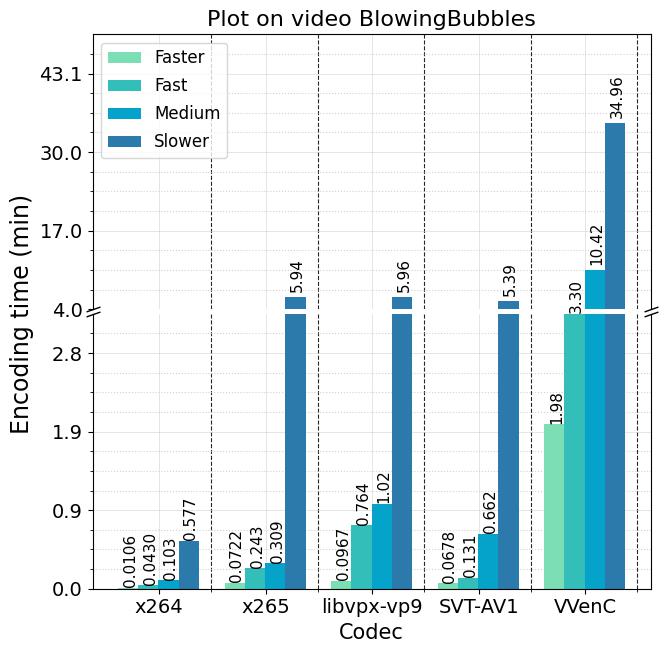 Plot on video BlowingBubbles
Faster
Fast
Medium
Slower
Encoding time (min)
43.1
30.0
17.0
4.0
4.0
2.8
1.9
0.9
0.0
0.0106
0.0430
0.103
0.577
0.0722
0.243
0.309
5.94
0.0967
0.764
1.02
5.96
0.0678
0.131
0.662
5.39
1.98
3.30
10.42
34.96
x264
x265
libvpx-vp9
SVT-AV1
VVenC
Codec